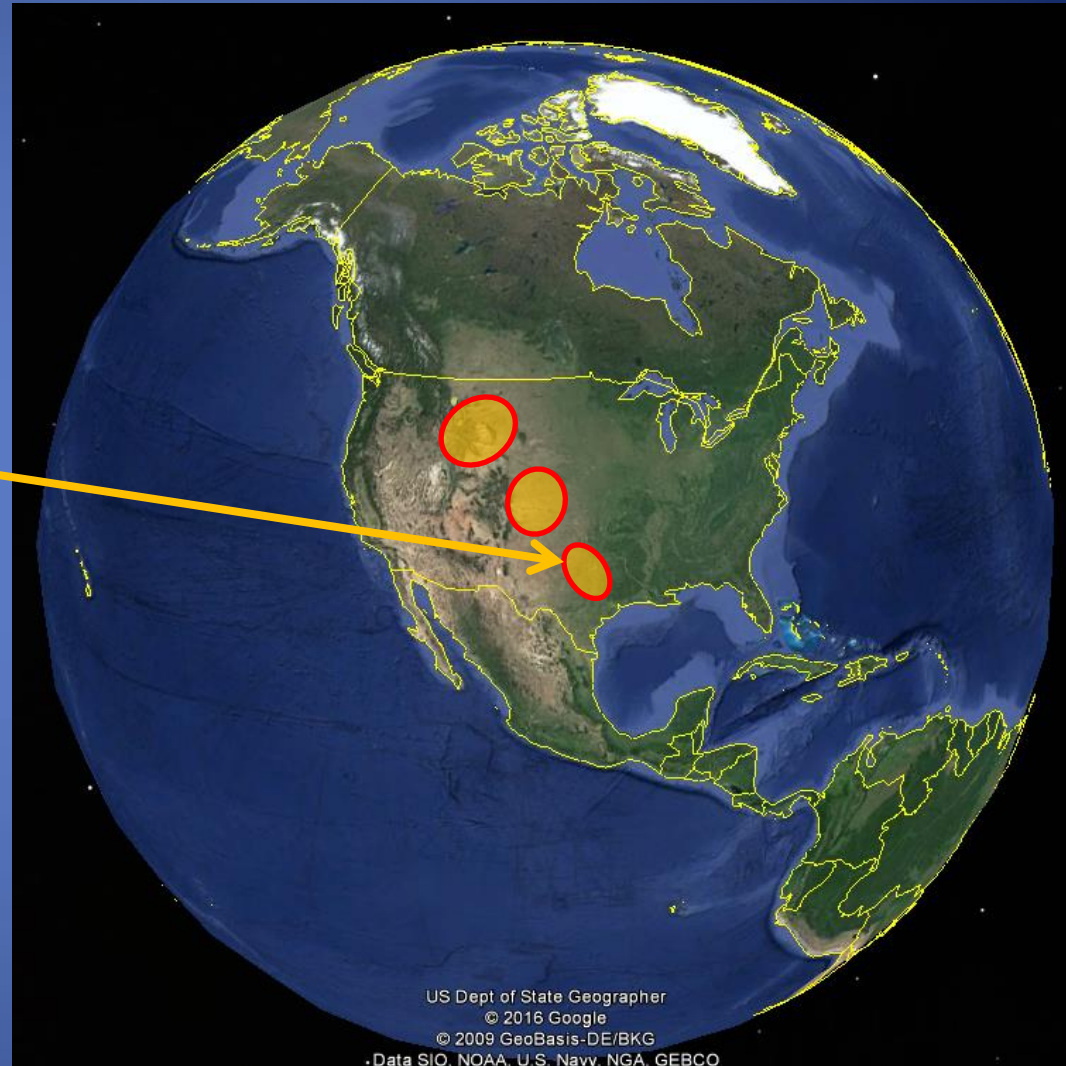 US Dept of State Geographer
© 2016 Google
© 2009 GeoBasis-DE/BKG
Data SIO, NOAA, U.S. Navy, NGA, GEBCO